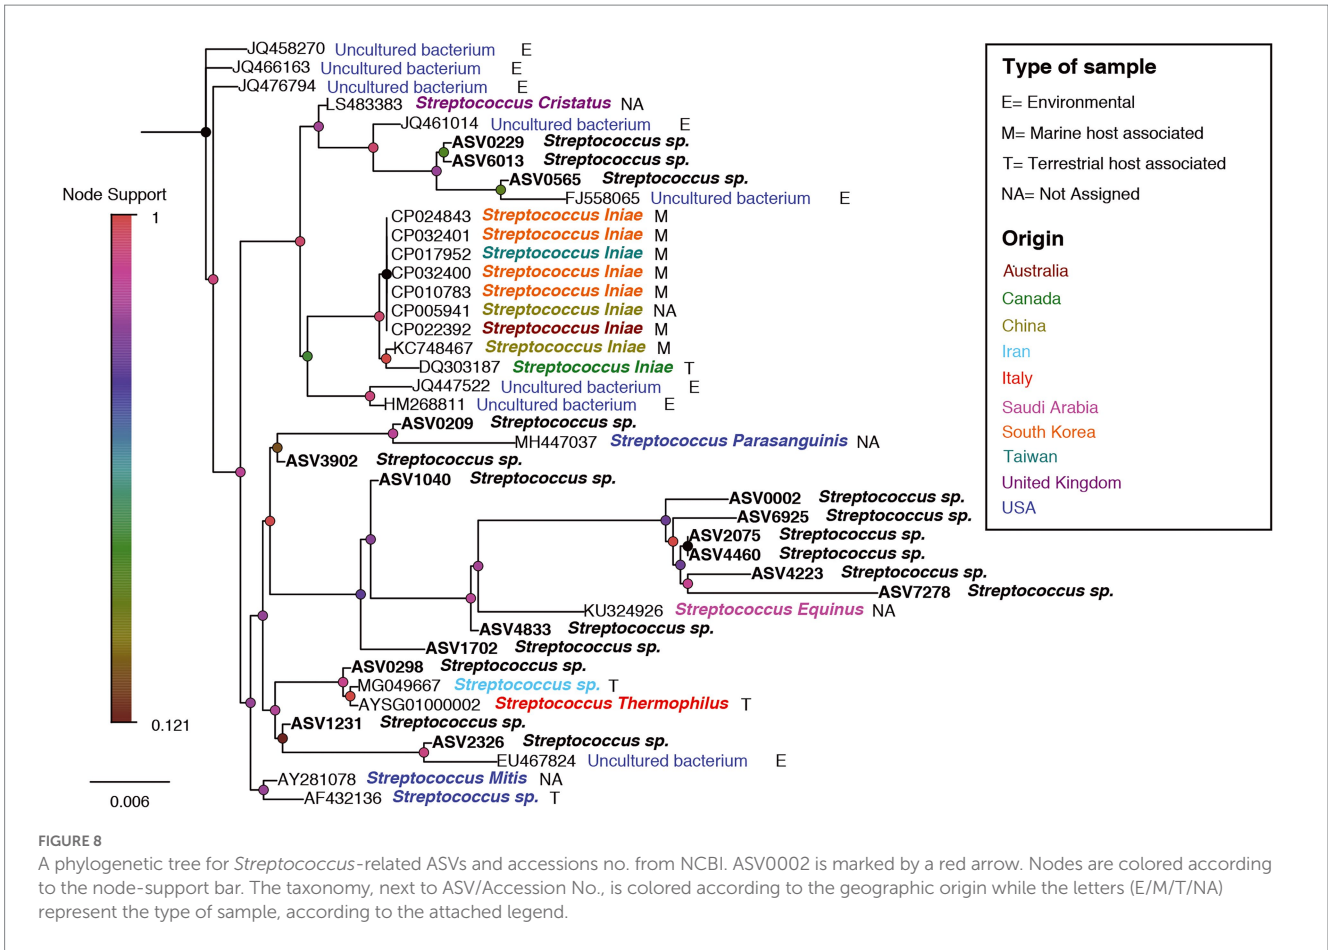 JQ458270 Uncultured bacterium E
JQ466163 Uncultured bacterium E
JQ476794 Uncultured bacterium E
LS483383 Streptococcus Cristatus NA
JQ461014 Uncultured bacterium E
ASV0229 Streptococcus sp.
ASV6013 Streptococcus sp.
ASV0565 Streptococcus sp.
FJ558065 Uncultured bacterium E
CP024843 Streptococcus Iniae M
CP032401 Streptococcus Iniae M
CP017952 Streptococcus Iniae M
CP032400 Streptococcus Iniae M
CP010783 Streptococcus Iniae M
CP005941 Streptococcus Iniae NA
CP022392 Streptococcus Iniae M
KC748467 Streptococcus Iniae M
DQ303187 Streptococcus Iniae T
JQ447522 Uncultured bacterium E
HM268811 Uncultured bacterium E
ASV0209 Streptococcus sp.
MH447037 Streptococcus Parasanguinis NA
ASV3902 Streptococcus sp.
ASV1040 Streptococcus sp.
ASV0002 Streptococcus sp.
ASV6925 Streptococcus sp.
ASV2075 Streptococcus sp.
ASV4460 Streptococcus sp.
ASV4223 Streptococcus sp.
ASV7278 Streptococcus sp.
KU324926 Streptococcus Equinus NA
ASV4833 Streptococcus sp.
ASV1702 Streptococcus sp.
ASV0298 Streptococcus sp.
MG049667 Streptococcus sp. T
AYSG01000002 Streptococcus Thermophilus T
ASV1231 Streptococcus sp.
ASV2326 Streptococcus sp.
EU467824 Uncultured bacterium E
AY281078 Streptococcus Mitis NA
AF432136 Streptococcus sp. T
Node Support
1
0.121
0.006
Type of sample
E= Environmental
M= Marine host associated
T= Terrestrial host associated
NA= Not Assigned
Origin
Australia
Canada
China
Iran
Italy
Saudi Arabia
South Korea
Taiwan
United Kingdom
USA
FIGURE 8
A phylogenetic tree for Streptococcus-related ASVs and accessions no. from NCBI. ASV0002 is marked by a red arrow. Nodes are colored according
to the node-support bar. The taxonomy, next to ASV/Accession No., is colored according to the geographic origin while the letters (E/M/T/NA)
represent the type of sample, according to the attached legend.